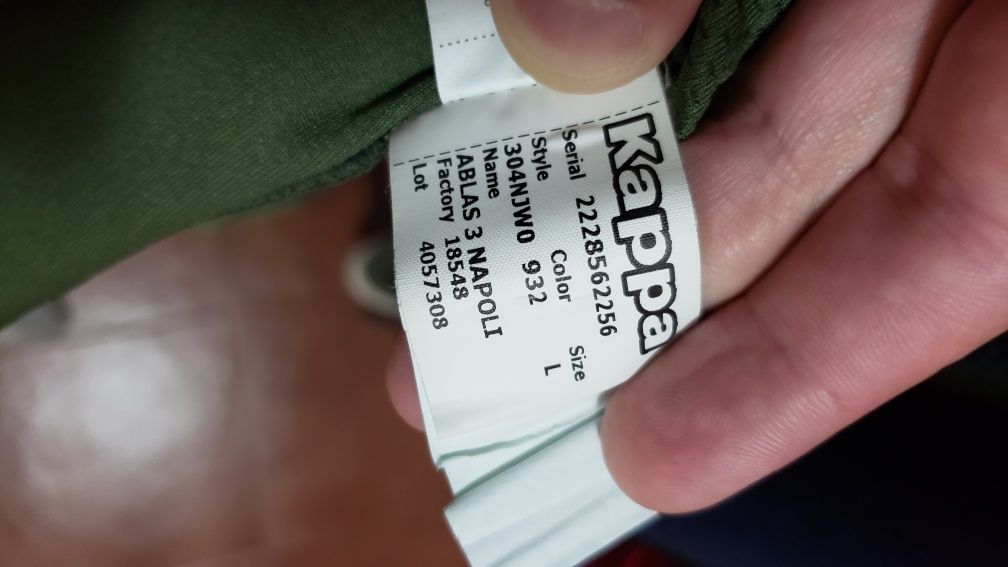 Kappa
Serial 2228562256 Size
Style Color L
304NJW0 932
Name
ABLAS 3 NAPOLI
Factory 18548
Lot 4057308